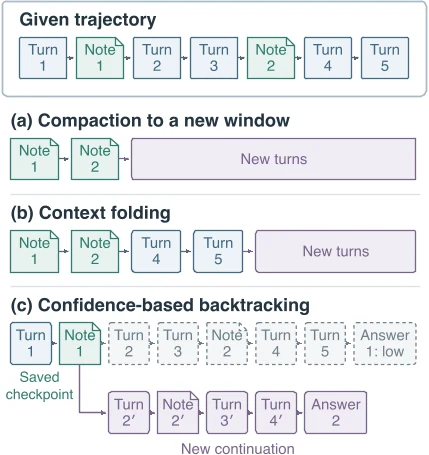 Given trajectory
Turn 1
Note 1
Turn 2
Turn 3
Note 2
Turn 4
Turn 5
(a) Compaction to a new window
Note 1
Note 2
New turns
(b) Context folding
Note 1
Note 2
Turn 4
Turn 5
New turns
(c) Confidence-based backtracking
Turn 1
Note 1
Turn 2
Turn 3
Note 2
Turn 4
Turn 5
Answer 1: low
Saved
checkpoint
Turn 2′
Note 2′
Turn 3′
Turn 4′
Answer 2
New continuation